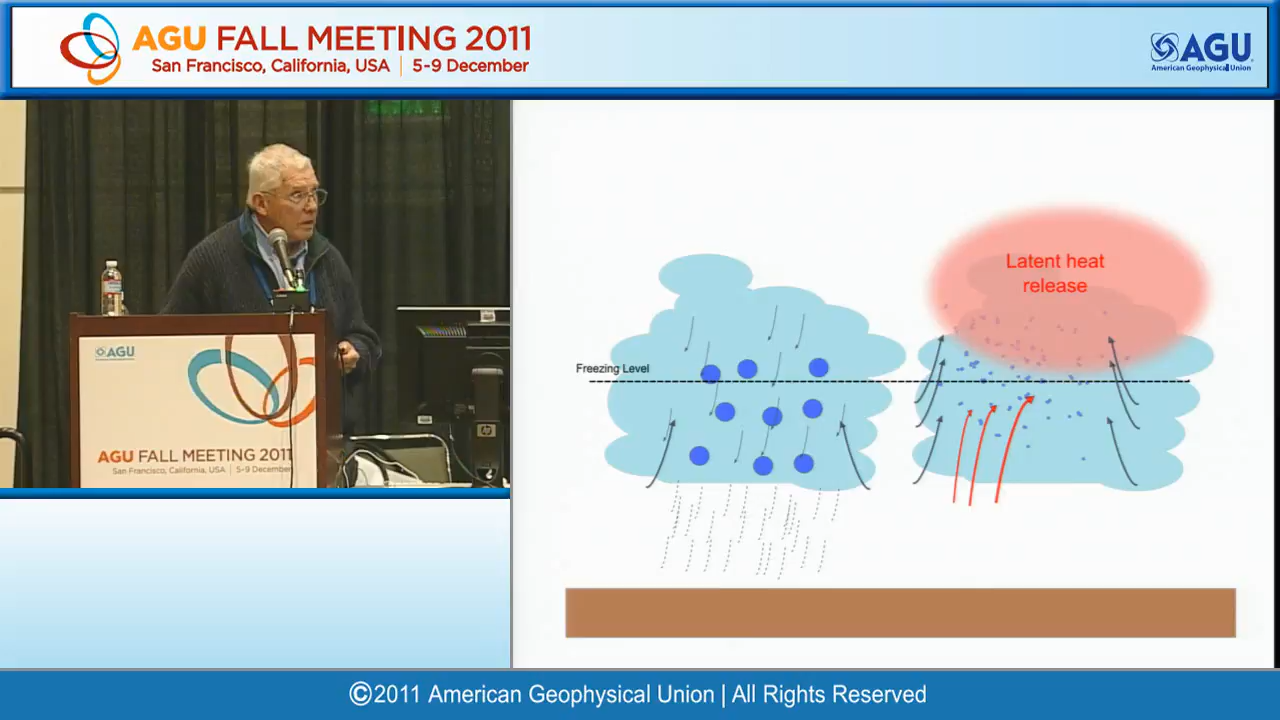 AGU FALL MEETING 2011
San Francisco, California, USA | 5-9 December
AGU
American Geophysical Union
AGU
AGU FALL MEETING 2011
San Francisco, California, USA | 5-9 December
hp
Latent heat
release
Freezing Level
©2011 American Geophysical Union | All Rights Reserved